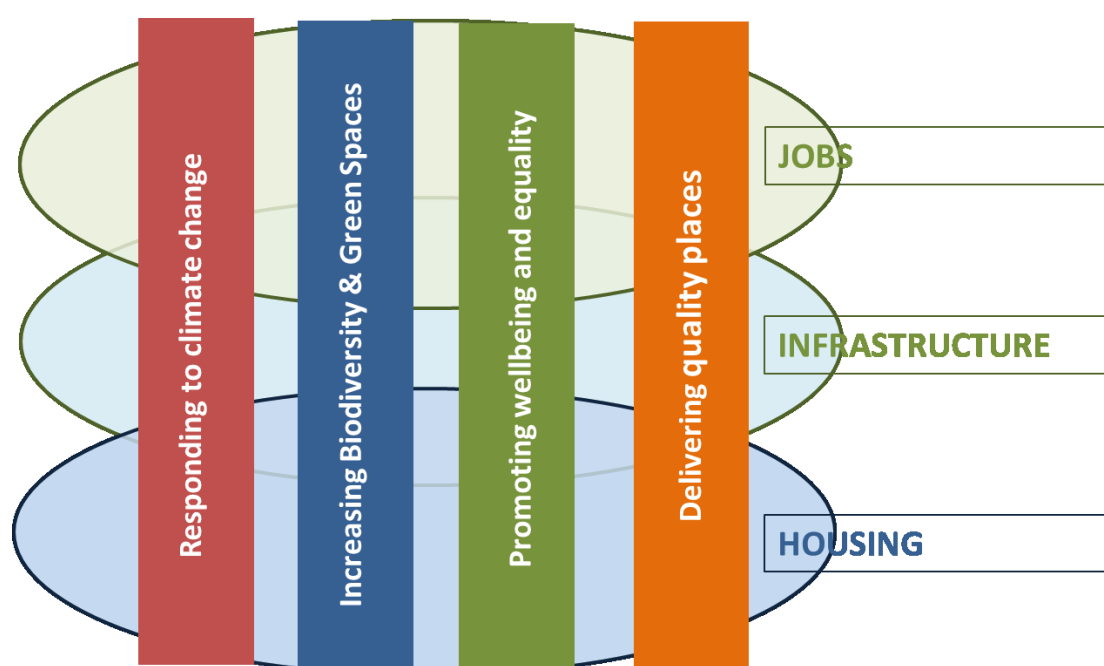 Responding to climate change
Increasing Biodiversity & Green Spaces
Promoting wellbeing and equality
Delivering quality places
JOBS
INFRASTRUCTURE
HOUSING